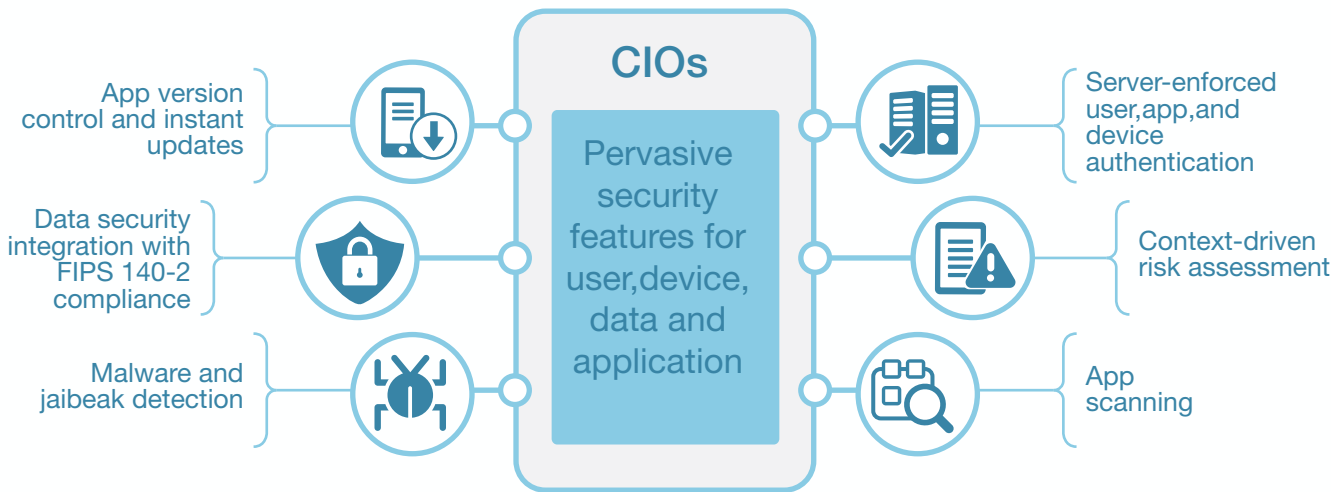 CIOs
Pervasive
security
features for
user,device,
data and
application
App version
control and instant
updates
Data security
integration with
FIPS 140-2
compliance
Malware and
jaibeak detection
Server-enforced
user,app,and
device
authentication
Context-driven
risk assessment
App
scanning